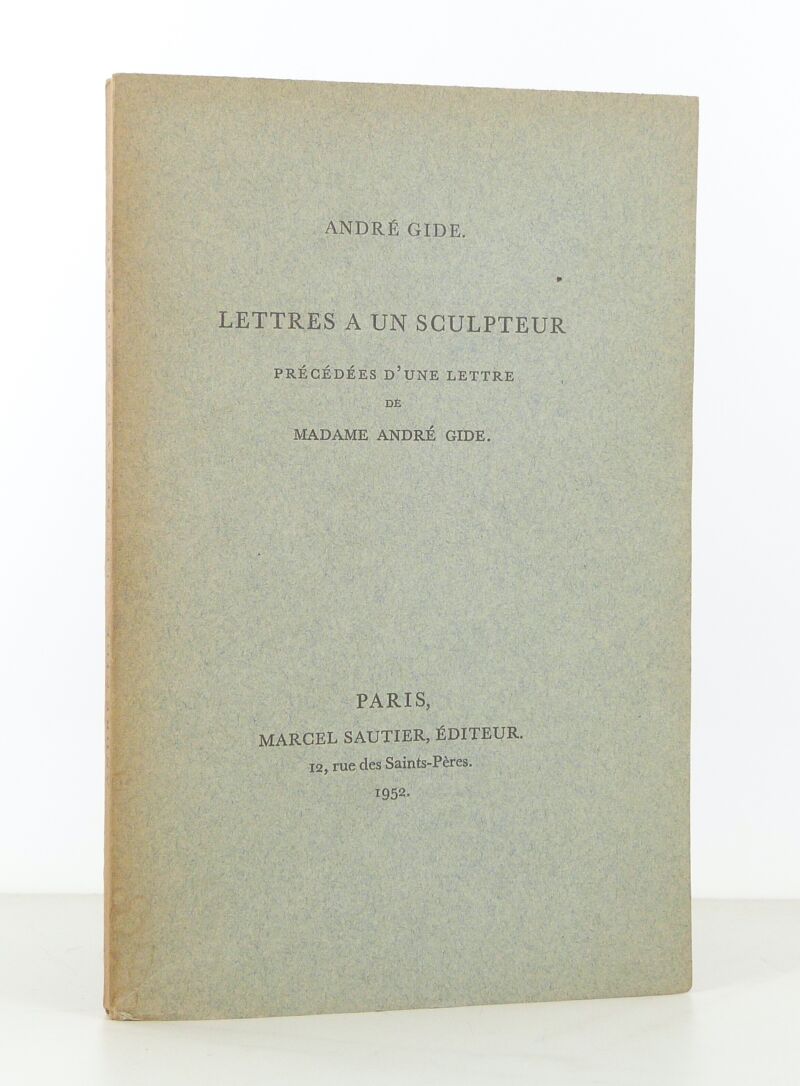 ANDRÉ GIDE.
LETTRES A UN SCULPTEUR
PRÉCÉDÉES D'UNE LETTRE
DE
MADAME ANDRÉ GIDE.
PARIS,
MARCEL SAUTIER, ÉDITEUR.
12, rue des Saints-Pères.
1952.